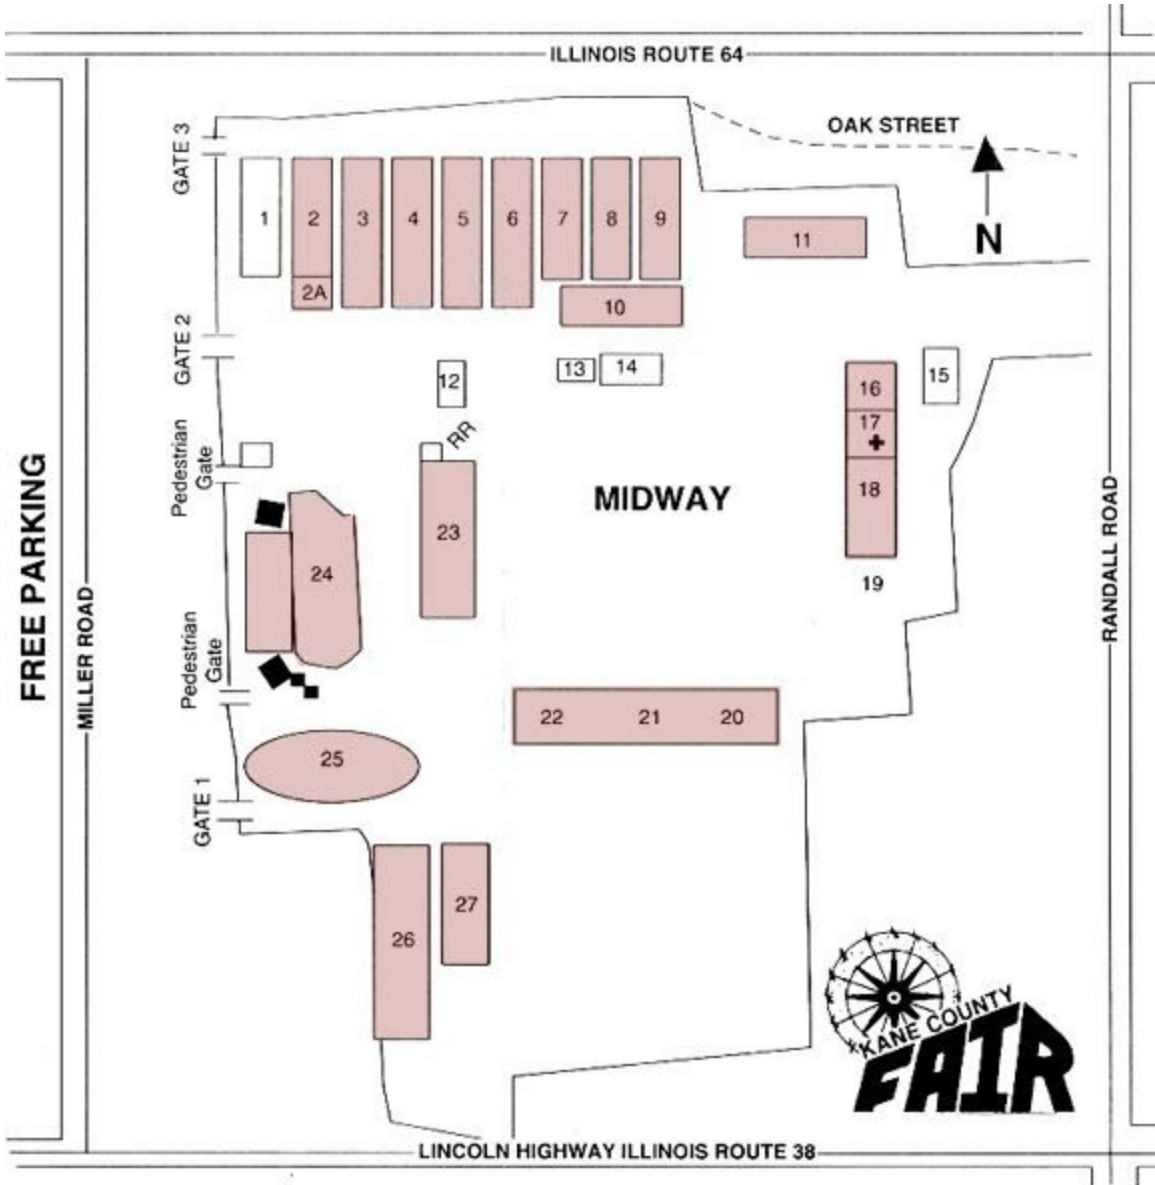 ILLINOIS ROUTE 64
OAK STREET
GATE 3
1
2
3
4
5
6
7
8
9
11
N
2A
10
GATE 2
12
13
14
15
16
17
18
19
RR
Pedestrian
Gate
MIDWAY
FREE PARKING
MILLER ROAD
RANDALL ROAD
23
24
Pedestrian
Gate
22
21
20
25
GATE 1
26
27
KANE COUNTY
FAIR
LINCOLN HIGHWAY ILLINOIS ROUTE 38